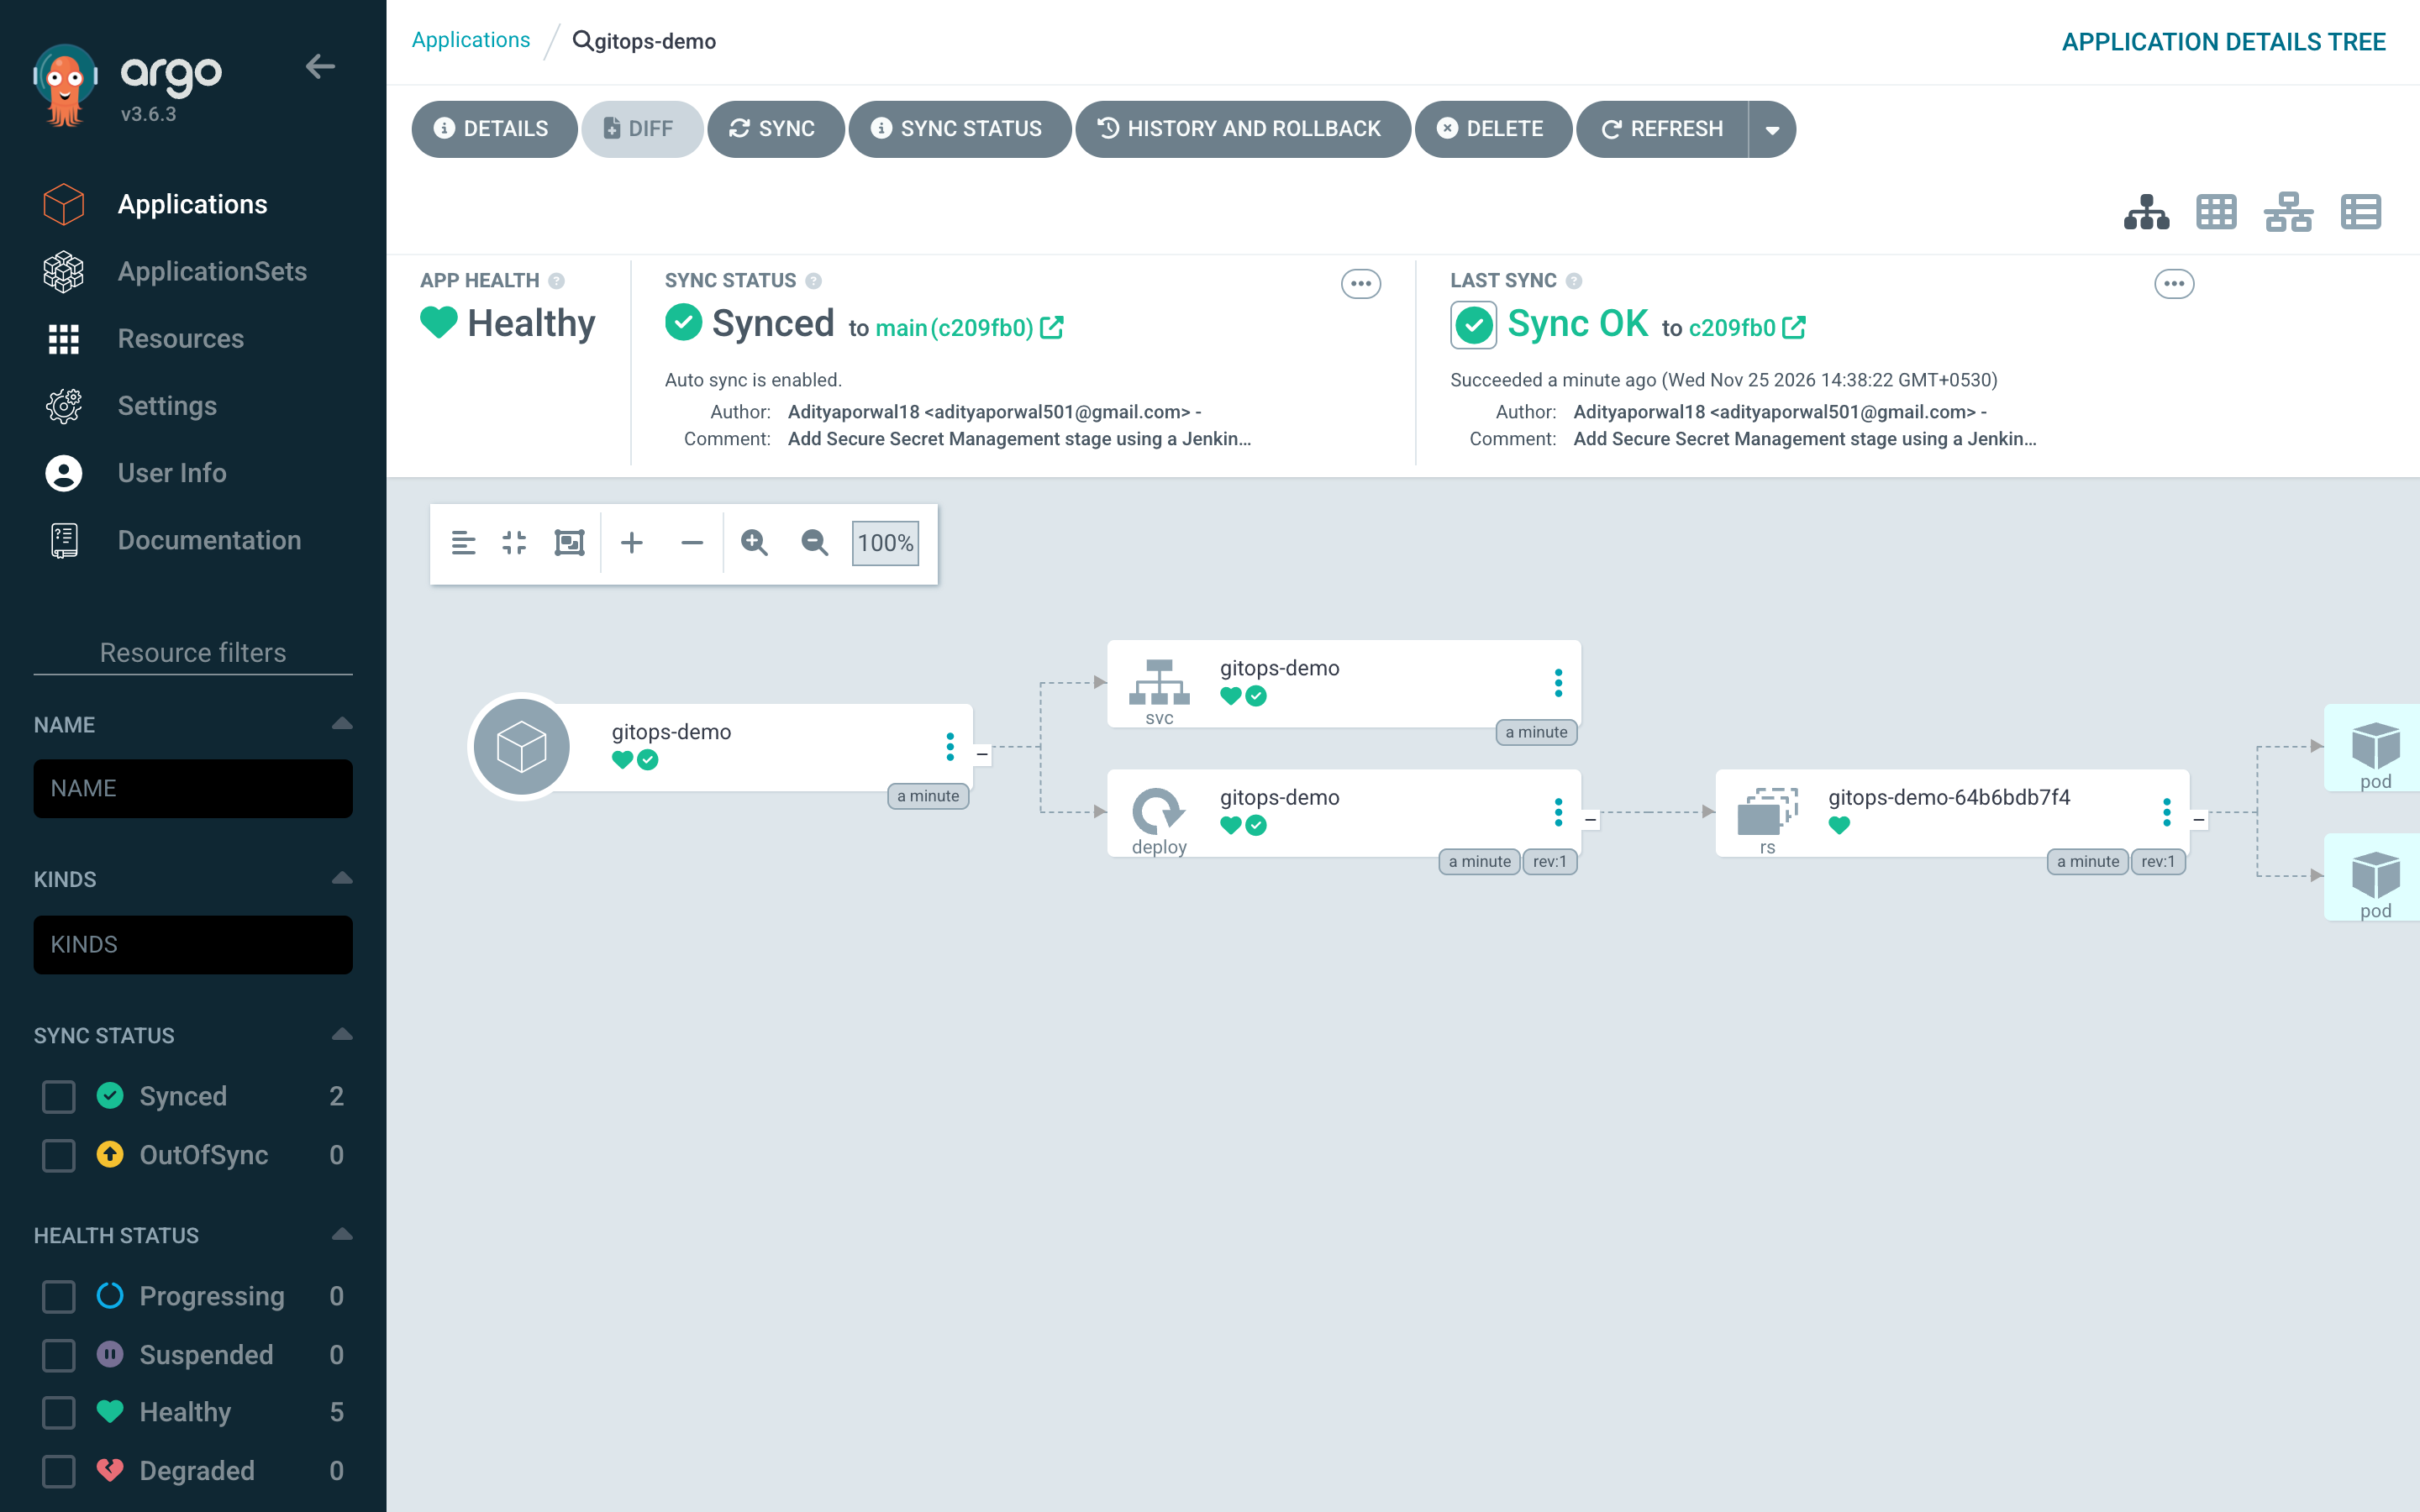 argo
v3.6.3
Applications
ApplicationSets
Resources
Settings
User Info
Documentation
Resource filters
NAME
NAME
KINDS
KINDS
SYNC STATUS
Synced 2
OutOfSync 0
HEALTH STATUS
Progressing 0
Suspended 0
Healthy 5
Degraded 0
Applications / gitops-demo
APPLICATION DETAILS TREE
DETAILS DIFF SYNC SYNC STATUS HISTORY AND ROLLBACK DELETE REFRESH
APP HEALTH
Healthy
SYNC STATUS
Synced to main (c209fb0)
Auto sync is enabled.
Author: Adityaporwal18 <adityaporwal501@gmail.com> -
Comment: Add Secure Secret Management stage using a Jenkin...
LAST SYNC
Sync OK to c209fb0
Succeeded a minute ago (Wed Nov 25 2026 14:38:22 GMT+0530)
Author: Adityaporwal18 <adityaporwal501@gmail.com> -
Comment: Add Secure Secret Management stage using a Jenkin...
100%
gitops-demo
a minute
gitops-demo
svc
a minute
gitops-demo
deploy
a minute rev:1
gitops-demo-64b6bdb7f4
rs
a minute rev:1
pod
pod